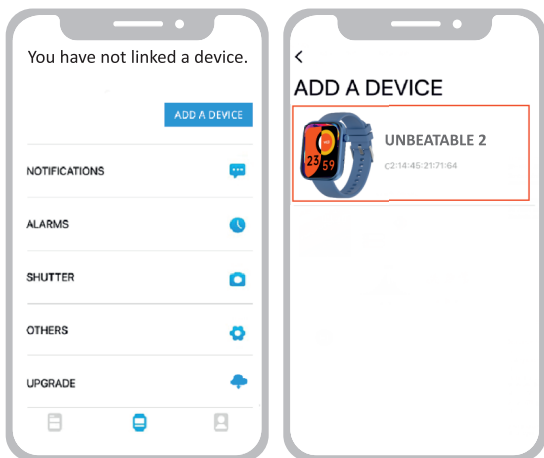 You have not linked a device.
ADD A DEVICE
NOTIFICATIONS
ALARMS
SHUTTER
OTHERS
UPGRADE
<
ADD A DEVICE
UNBEATABLE 2
C2:14:45:21:71:64
23 59